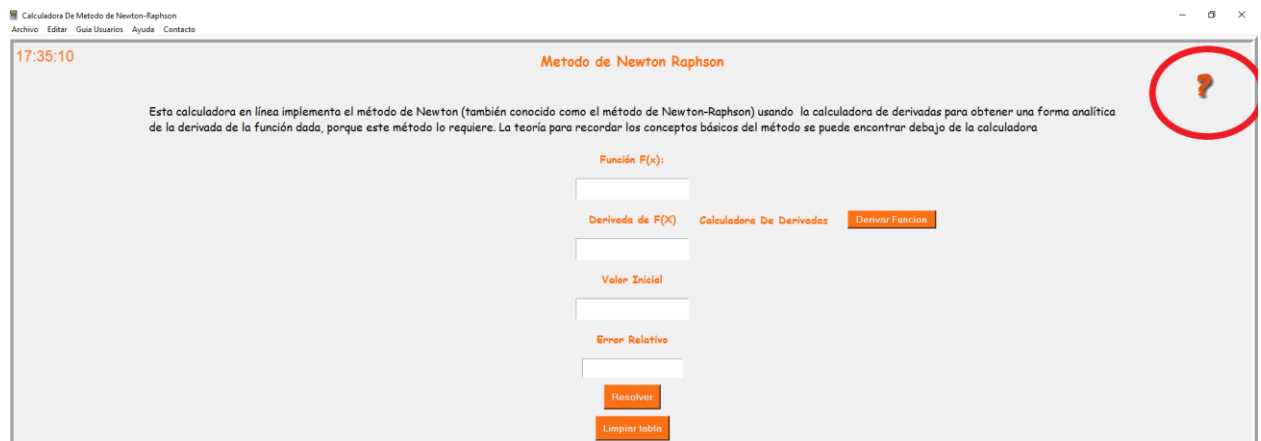 Calculadora De Metodo de Newton-Raphson
Archivo Editar Guia Usuarios Ayuda Contacto
17:35:10
Metodo de Newton Raphson
?
Esta calculadora en línea implementa el método de Newton (también conocido como el método de Newton-Raphson) usando la calculadora de derivadas para obtener una forma analítica
de la derivada de la función dada, porque este método lo requiere. La teoría para recordar los conceptos básicos del método se puede encontrar debajo de la calculadora
Función F(x):
Derivada de F(X) Calculadora De Derivadas Derivar Funcion
Valor Inicial
Error Relativo
Resolver
Limpiar tabla